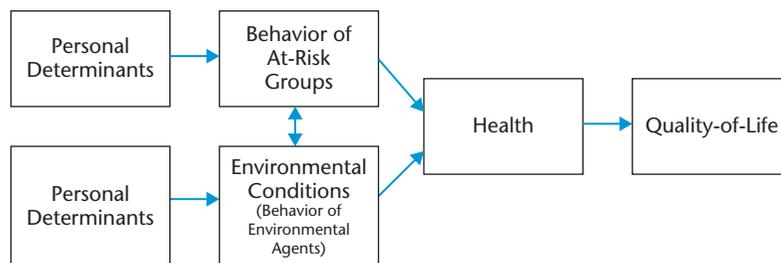 Personal
Determinants
Behavior of
At-Risk
Groups
Health
Quality-of-Life
Personal
Determinants
Environmental
Conditions
(Behavior of
Environmental
Agents)